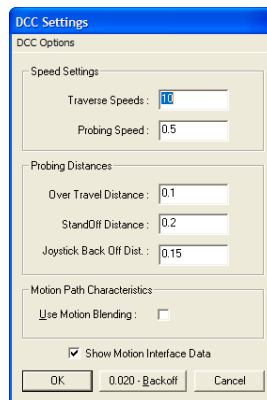 DCC Settings
DCC Options
Speed Settings
Traverse Speeds : 10
Probing Speed : 0.5
Probing Distances
Over Travel Distance : 0.1
StandOff Distance : 0.2
Joystick Back Off Dist. : 0.15
Motion Path Characteristics
Use Motion Blending :
Show Motion Interface Data
OK 0.020 - Backoff Cancel